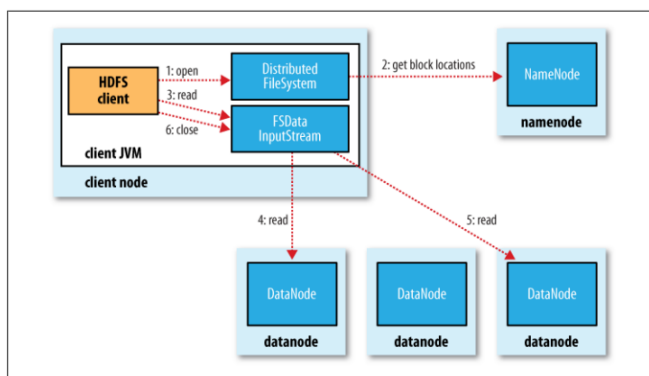 HDFS
client
1: open
3: read
6: close
Distributed
FileSystem
FSData
InputStream
client JVM
client node
2: get block locations
NameNode
namenode
4: read
5: read
DataNode
datanode
DataNode
datanode
DataNode
datanode